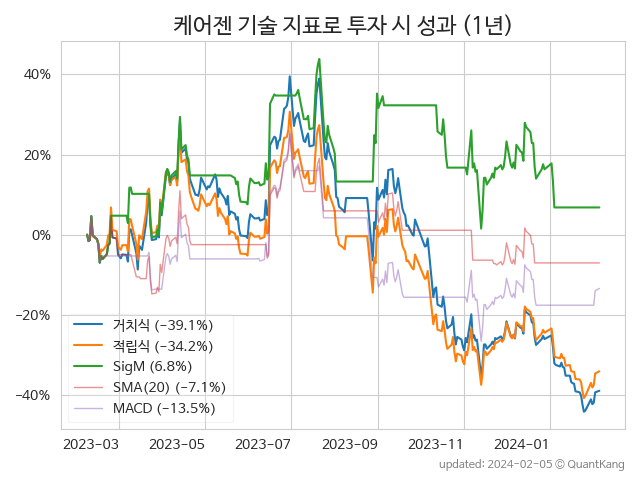 케어젠 기술 지표로 투자 시 성과 (1년)
40%
20%
0%
−20%
−40%
거치식 (−39.1%)
적립식 (−34.2%)
SigM (6.8%)
SMA(20) (−7.1%)
MACD (−13.5%)
2023−03 2023−05 2023−07 2023−09 2023−11 2024−01
updated: 2024−02−05 © QuantKang